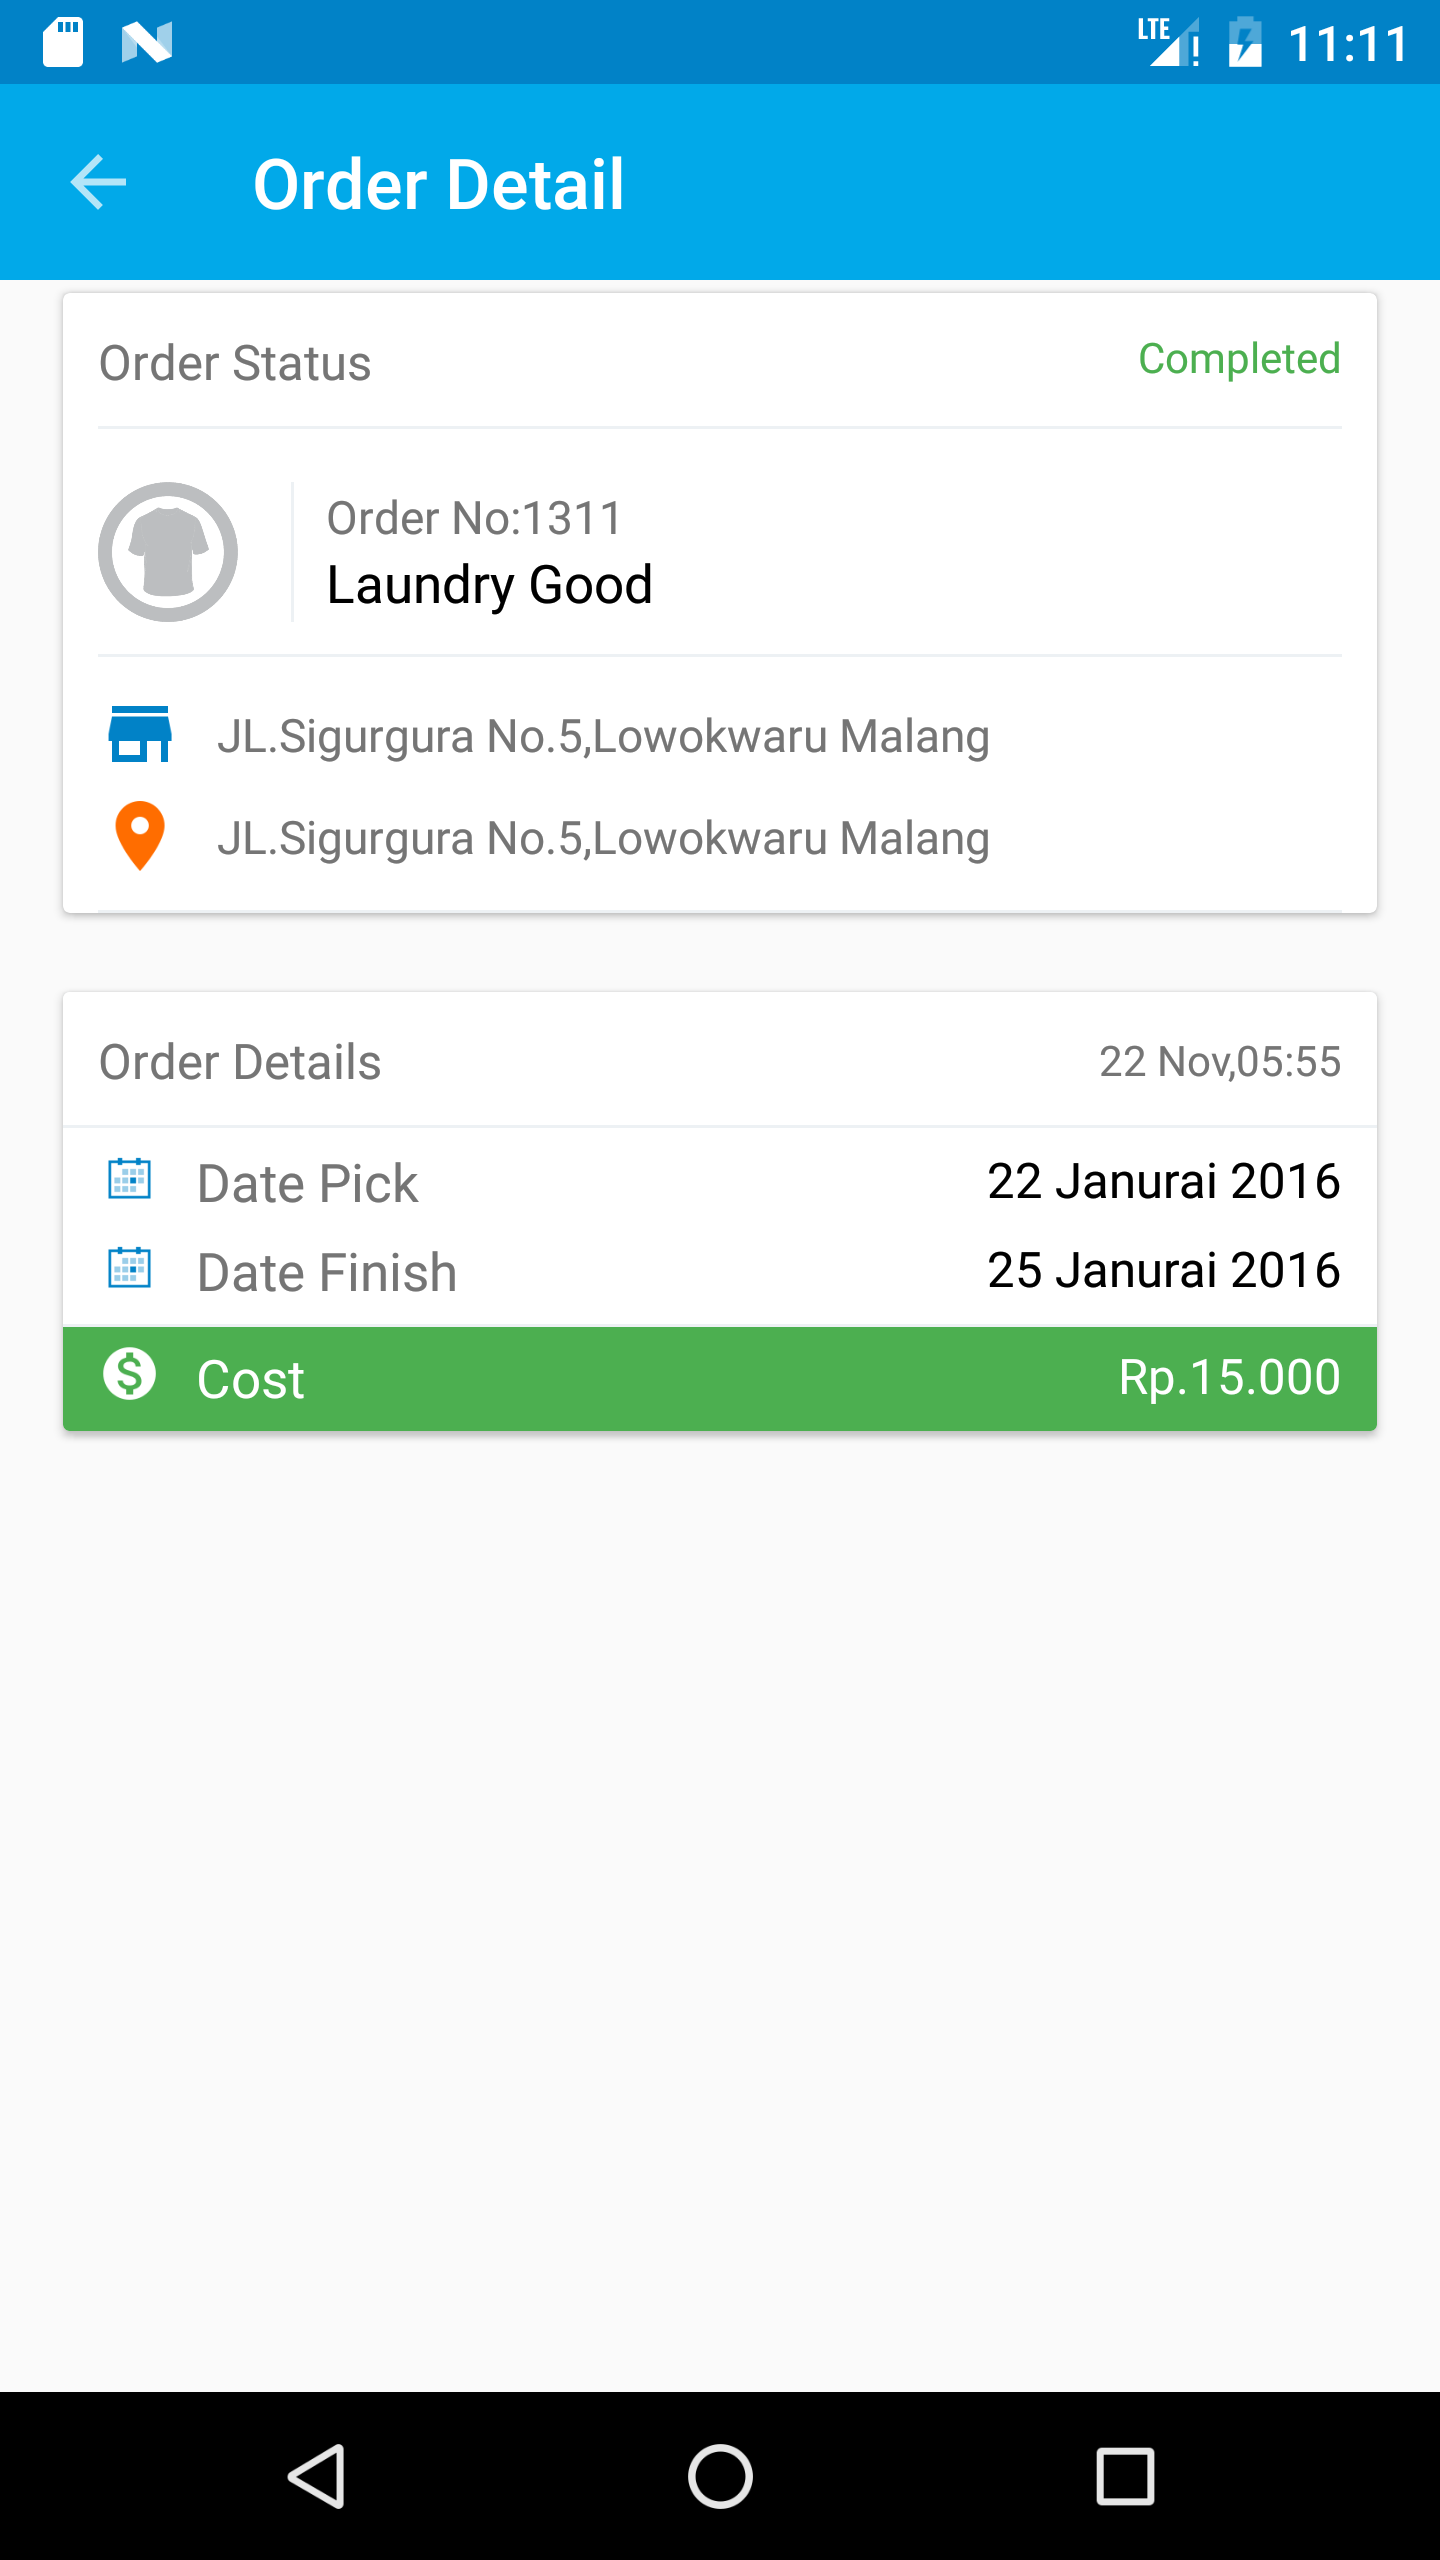 LTE 11:11
Order Detail
Order Status Completed
Order No:1311
Laundry Good
JL.Sigurgura No.5,Lowokwaru Malang
JL.Sigurgura No.5,Lowokwaru Malang
Order Details 22 Nov,05:55
Date Pick 22 Janurai 2016
Date Finish 25 Janurai 2016
Cost Rp.15.000